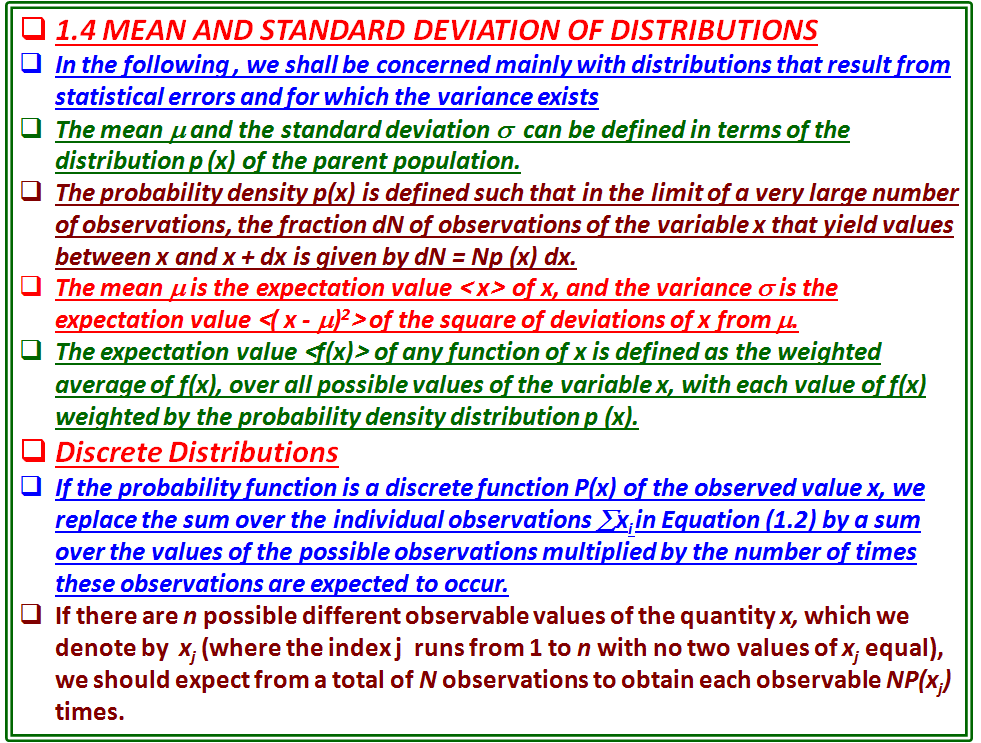 1.4 MEAN AND STANDARD DEVIATION OF DISTRIBUTIONS
In the following , we shall be concerned mainly with distributions that result from
statistical errors and for which the variance exists
The mean μ and the standard deviation σ can be defined in terms of the
distribution p (x) of the parent population.
The probability density p(x) is defined such that in the limit of a very large number
of observations, the fraction dN of observations of the variable x that yield values
between x and x + dx is given by dN = Np (x) dx.
The mean μ is the expectation value < x> of x, and the variance σ is the
expectation value <( x - μ)²> of the square of deviations of x from μ.
The expectation value <f(x)> of any function of x is defined as the weighted
average of f(x), over all possible values of the variable x, with each value of f(x)
weighted by the probability density distribution p (x).
Discrete Distributions
If the probability function is a discrete function P(x) of the observed value x, we
replace the sum over the individual observations ∑xᵢ in Equation (1.2) by a sum
over the values of the possible observations multiplied by the number of times
these observations are expected to occur.
If there are n possible different observable values of the quantity x, which we
denote by xⱼ (where the index j runs from 1 to n with no two values of xⱼ equal),
we should expect from a total of N observations to obtain each observable NP(xⱼ)
times.